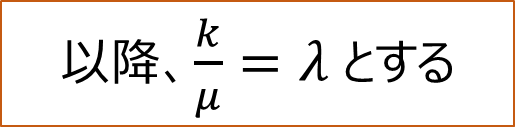 以降、k/μ = λ とする